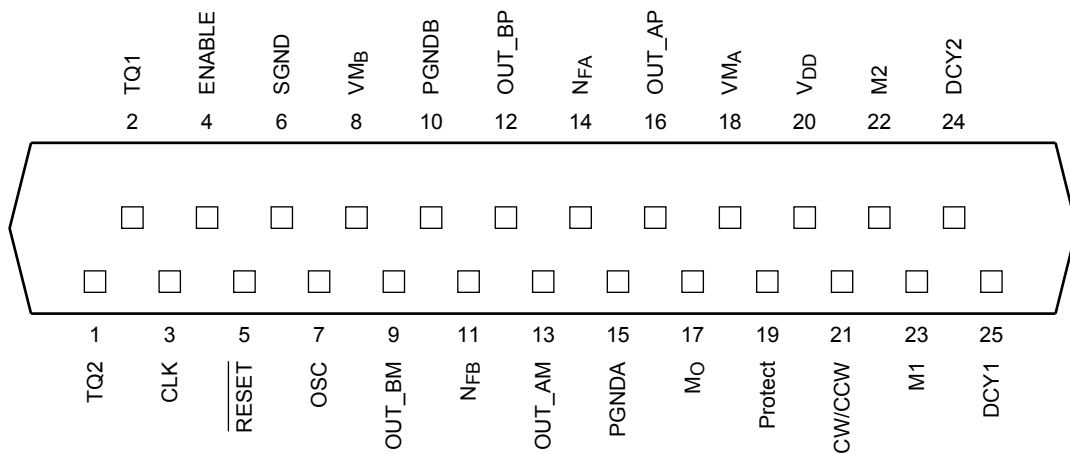 TQ1 ENABLE SGND VMB PGNDB OUT_BP NFA OUT_AP VMA VDD M2 DCY2
2 4 6 8 10 12 14 16 18 20 22 24
1 3 5 7 9 11 13 15 17 19 21 23 25
TQ2 CLK RESET OSC OUT_BM NFB OUT_AM PGNDA MO Protect CW/CCW M1 DCY1